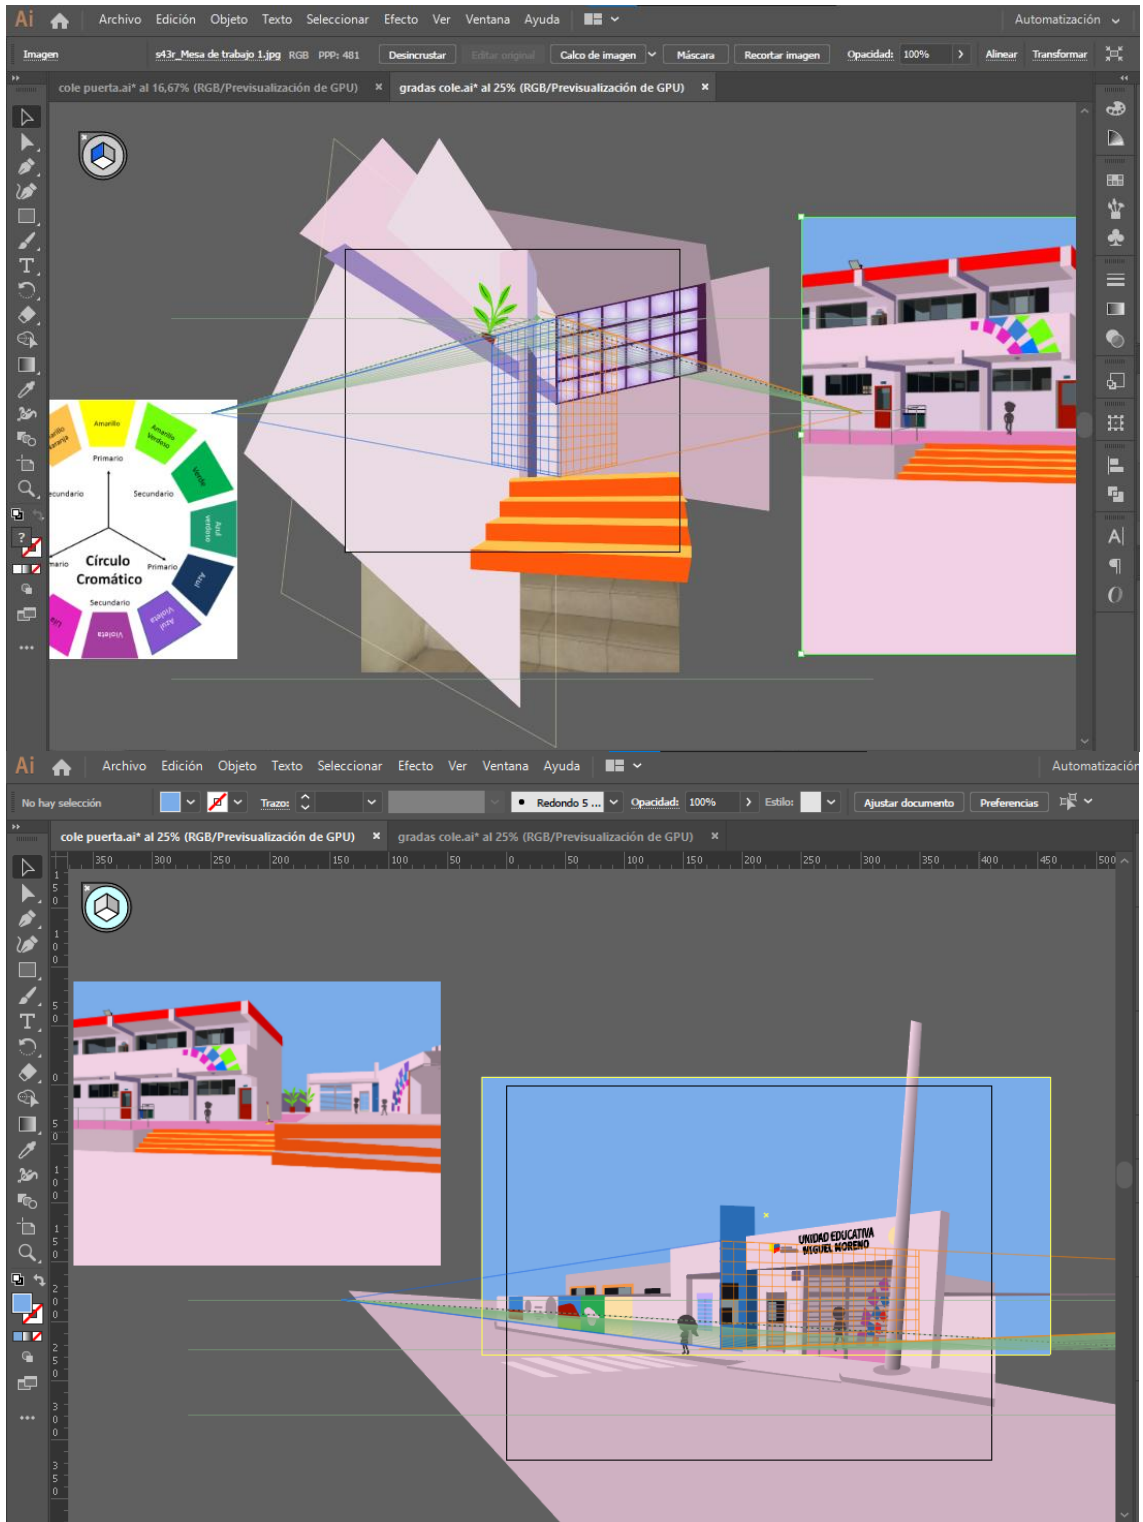 Ai Archivo Edición Objeto Texto Seleccionar Efecto Ver Ventana Ayuda Automatización
Imagen s43r_Mesa de trabajo 1.jpg RGB PPP: 481 Desincrustar Editar original Calco de imagen Máscara Recortar imagen Opacidad: 100% Alinear Transformar
cole puerta.ai* al 16,67% (RGB/Previsualización de GPU) × gradas cole.ai* al 25% (RGB/Previsualización de GPU) ×
Amarillo
Amarillo Verdoso
Primario
Verde
Secundario
Azul verdoso
Círculo
Cromático
Primario
Azul
Secundario
Azul Violeta
Violeta
Lila
Ai Archivo Edición Objeto Texto Seleccionar Efecto Ver Ventana Ayuda Automatización
No hay selección Trazo: Redondo 5 ... Opacidad: 100% Estilo: Ajustar documento Preferencias
cole puerta.ai* al 25% (RGB/Previsualización de GPU) × gradas cole.ai* al 25% (RGB/Previsualización de GPU) ×
350 300 250 200 150 100 50 0 50 100 150 200 250 300 350 400 450 500
UNIDAD EDUCATIVA
MIGUEL MORENO